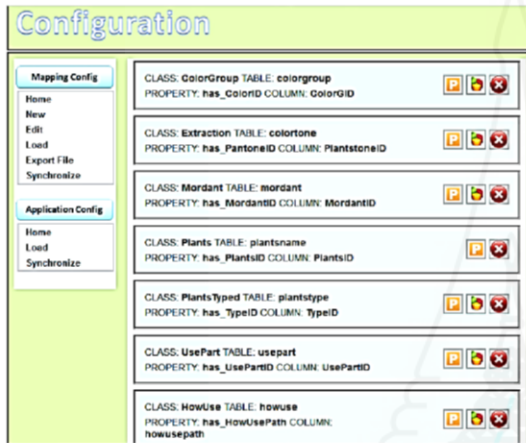 Configuration
Mapping Config
Home
New
Edit
Load
Export File
Synchronize
Application Config
Home
Load
Synchronize
CLASS: ColorGroup TABLE: colorgroup
PROPERTY: has_ColorID COLUMN: ColorGID
P
CLASS: Extraction TABLE: colortone
PROPERTY: has_PantoneID COLUMN: PlantstoneID
P
CLASS: Mordant TABLE: mordant
PROPERTY: has_MordantID COLUMN: MordantID
P
CLASS: Plants TABLE: plantsname
PROPERTY: has_PlantsID COLUMN: PlantsID
P
CLASS: PlantsTyped TABLE: plantstype
PROPERTY: has_TypeID COLUMN: TypeID
P
CLASS: UsePart TABLE: usepart
PROPERTY: has_UsePartID COLUMN: UsePartID
P
CLASS: HowUse TABLE: howuse
PROPERTY: has_HowUsePath COLUMN:
howusepath
P